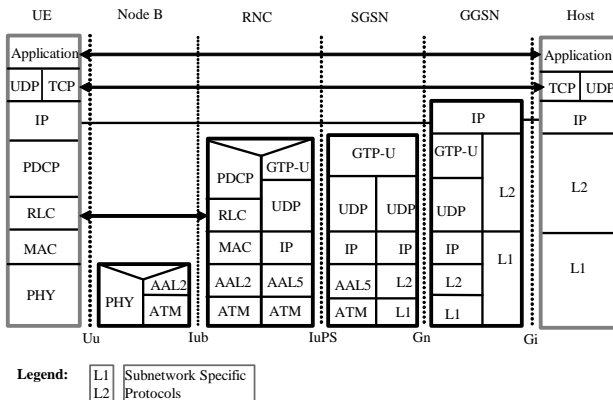 UE Node B RNC SGSN GGSN Host
Application Application
UDP TCP TCP UDP
IP IP IP
PDCP PDCP GTP-U GTP-U GTP-U L2 L2
RLC RLC UDP UDP UDP UDP
MAC MAC IP IP IP IP L1 L1
PHY PHY AAL2 AAL2 AAL5 AAL5 L2 L2
ATM ATM ATM ATM L1 L1
Uu Iub IuPS Gn Gi
Legend: L1 Subnetwork Specific
L2 Protocols